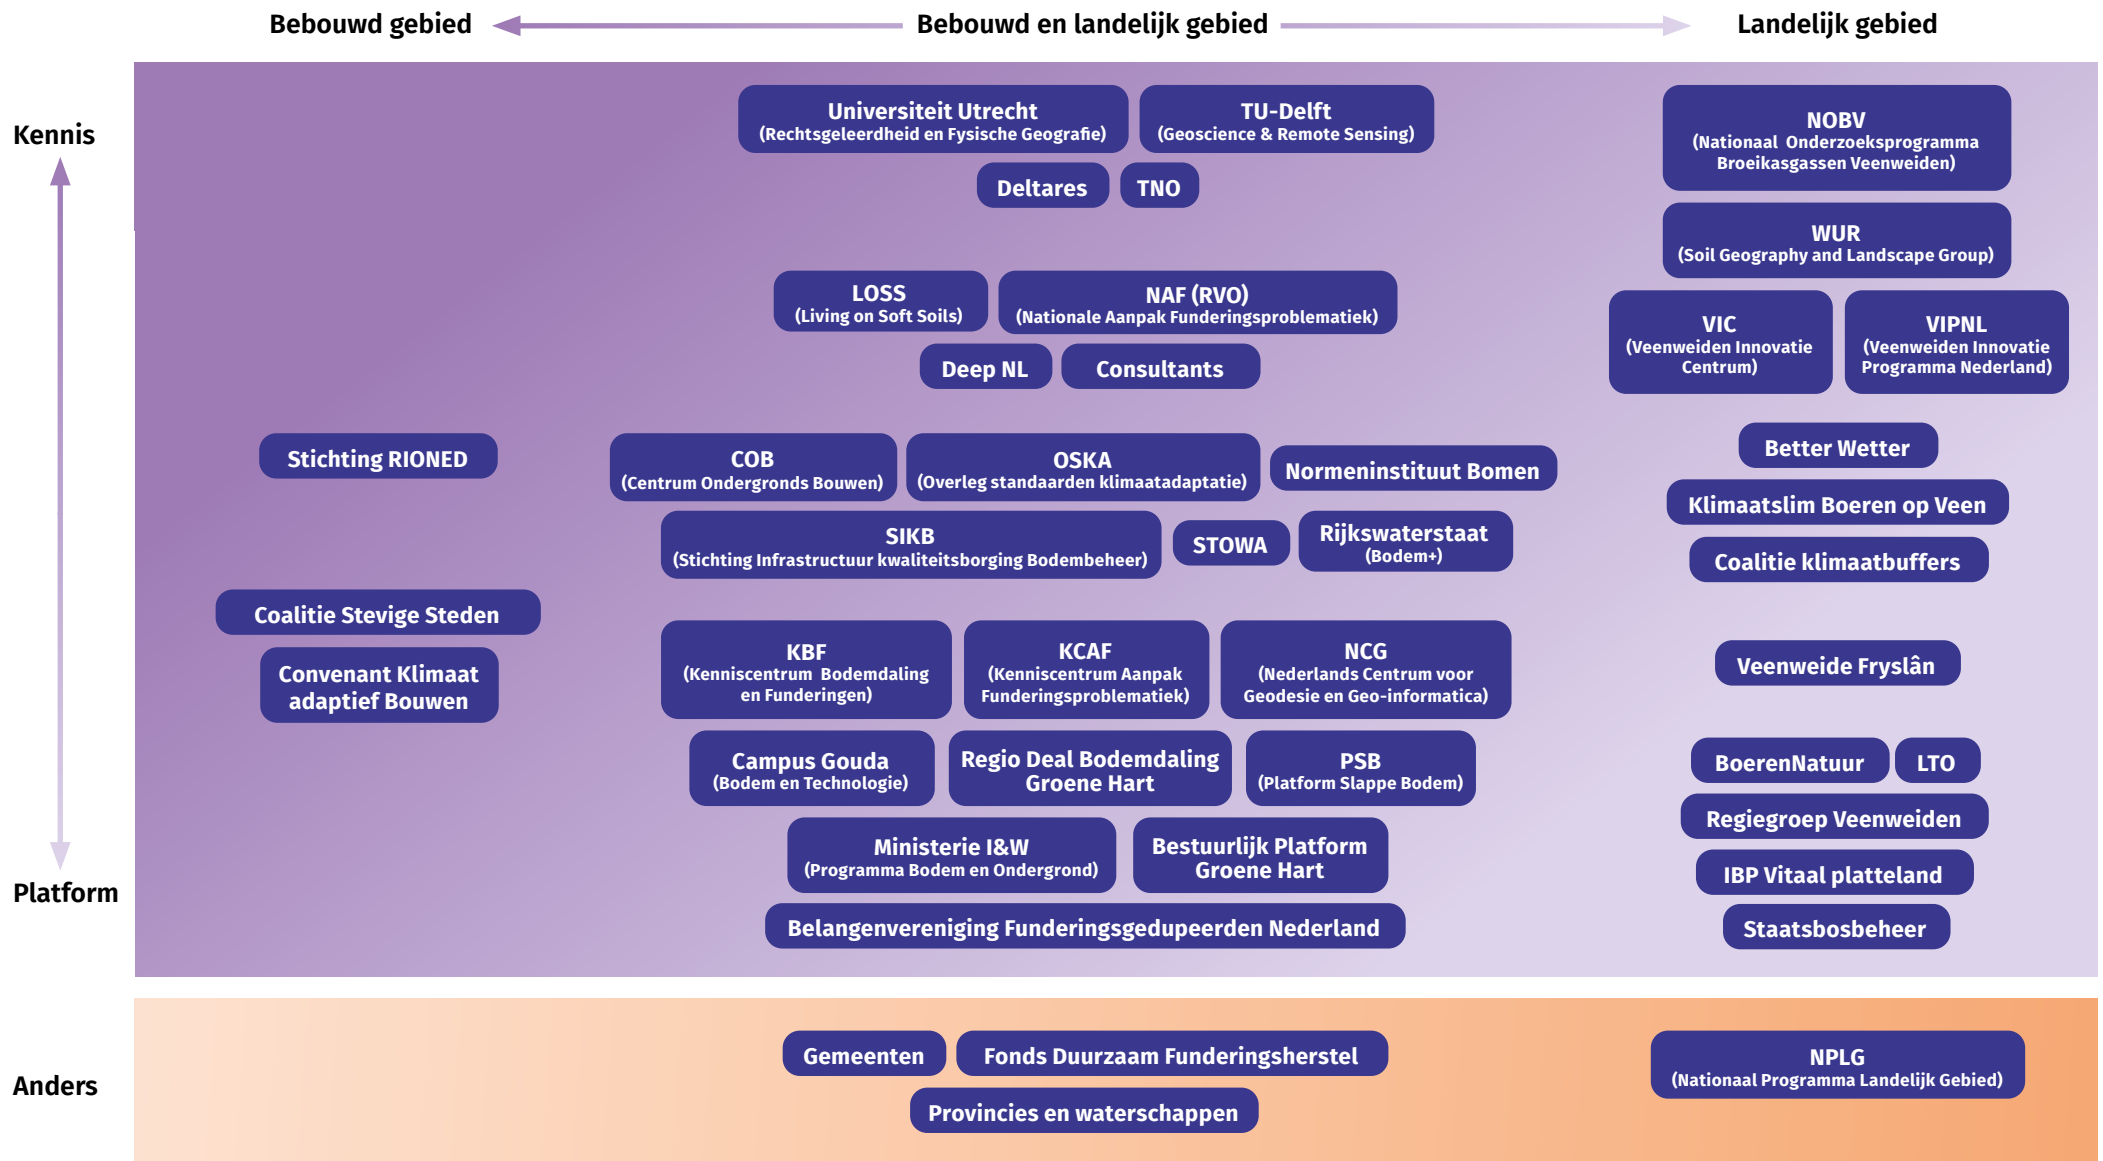 Bebouwd gebied
Bebouwd en landelijk gebied
Landelijk gebied
Kennis
Platform
Anders
Universiteit Utrecht
(Rechtsgeleerdheid en Fysische Geografie)
TU-Delft
(Geoscience & Remote Sensing)
Deltares
TNO
NOBV
(Nationaal Onderzoeksprogramma
Broeikasgassen Veenweiden)
WUR
(Soil Geography and Landscape Group)
LOSS
(Living on Soft Soils)
NAF (RVO)
(Nationale Aanpak Funderingsproblematiek)
VIC
(Veenweiden Innovatie
Centrum)
VIPNL
(Veenweiden Innovatie
Programma Nederland)
Deep NL
Consultants
Stichting RIONED
COB
(Centrum Ondergronds Bouwen)
OSKA
(Overleg standaarden klimaatadaptatie)
Normeninstituut Bomen
Better Wetter
Klimaatslim Boeren op Veen
SIKB
(Stichting Infrastructuur kwaliteitsborging Bodembeheer)
STOWA
Rijkswaterstaat
(Bodem+)
Coalitie klimaatbuffers
Coalitie Stevige Steden
Convenant Klimaat
adaptief Bouwen
KBF
(Kenniscentrum Bodemdaling
en Funderingen)
KCAF
(Kenniscentrum Aanpak
Funderingsproblematiek)
NCG
(Nederlands Centrum voor
Geodesie en Geo-informatica)
Veenweide Fryslân
Campus Gouda
(Bodem en Technologie)
Regio Deal Bodemdaling
Groene Hart
PSB
(Platform Slappe Bodem)
BoerenNatuur
LTO
Regiegroep Veenweiden
Ministerie I&W
(Programma Bodem en Ondergrond)
Bestuurlijk Platform
Groene Hart
IBP Vitaal platteland
Belangenvereniging Funderingsgedupeerden Nederland
Staatsbosbeheer
Gemeenten
Fonds Duurzaam Funderingsherstel
Provincies en waterschappen
NPLG
(Nationaal Programma Landelijk Gebied)